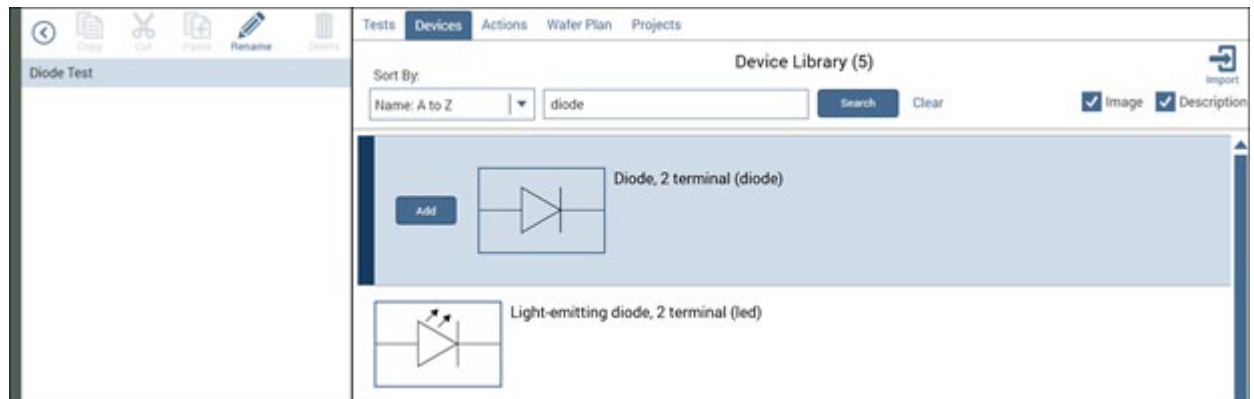 Copy Cut Paste Rename Delete
Diode Test
Tests Devices Actions Wafer Plan Projects
Device Library (5)
Import
Sort By:
Name: A to Z diode Search Clear Image Description
Add Diode, 2 terminal (diode)
Light-emitting diode, 2 terminal (led)